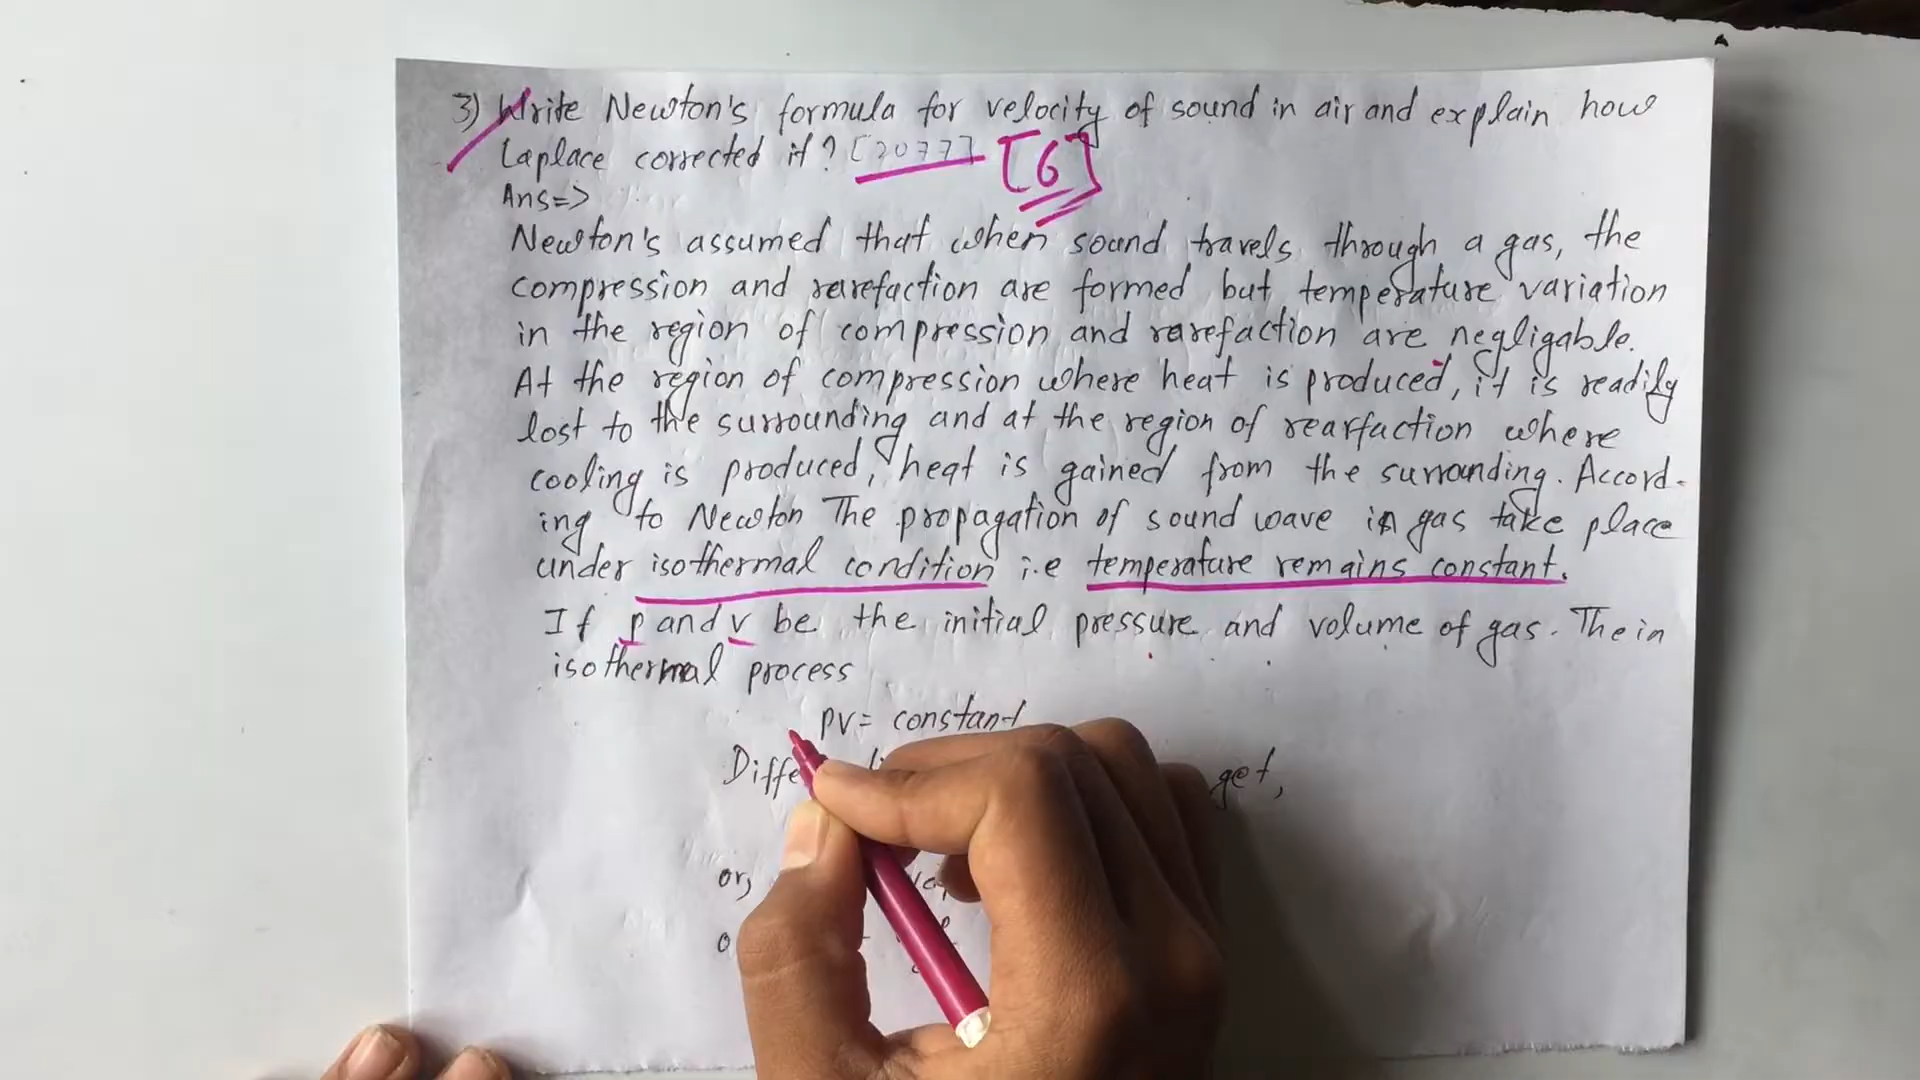 3) Write Newton's formula for velocity of sound in air and explain how
Laplace corrected it? [2077] [6]
Ans=>
Newton's assumed that when sound travels through a gas, the
compression and rarefaction are formed but temperature variation
in the region of compression and rarefaction are negligable.
At the region of compression where heat is produced, it is readily
lost to the surrounding and at the region of rearfaction where
cooling is produced, heat is gained from the surrounding. Accord-
ing to Newton The propagation of sound wave in gas take place
under isothermal condition i.e temperature remains constant.
If P and v be the initial pressure and volume of gas. The in
isothermal process
PV = constant
get,
or,